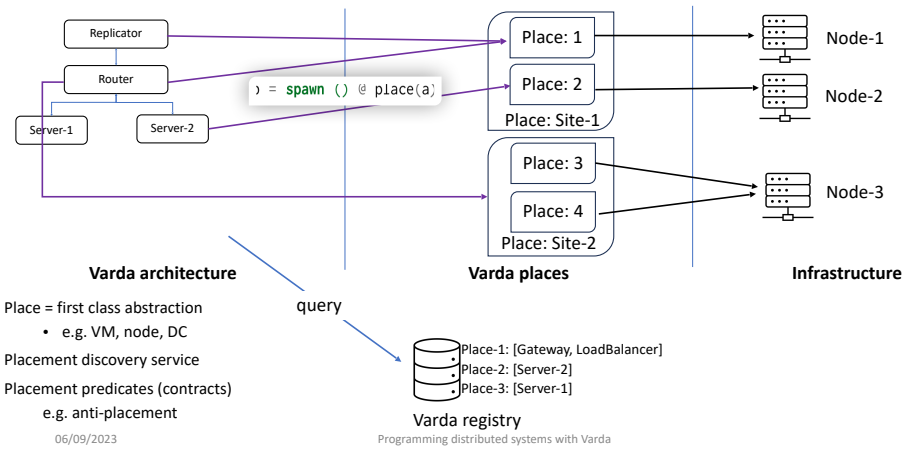 Replicator
Router
Server-1
Server-2
= spawn () @ place(a)
Place: 1
Place: 2
Place: Site-1
Place: 3
Place: 4
Place: Site-2
Node-1
Node-2
Node-3
Varda architecture
Varda places
Infrastructure
Place = first class abstraction
• e.g. VM, node, DC
Placement discovery service
Placement predicates (contracts)
e.g. anti-placement
query
Place-1: [Gateway, LoadBalancer]
Place-2: [Server-2]
Place-3: [Server-1]
Varda registry
06/09/2023
Programming distributed systems with Varda